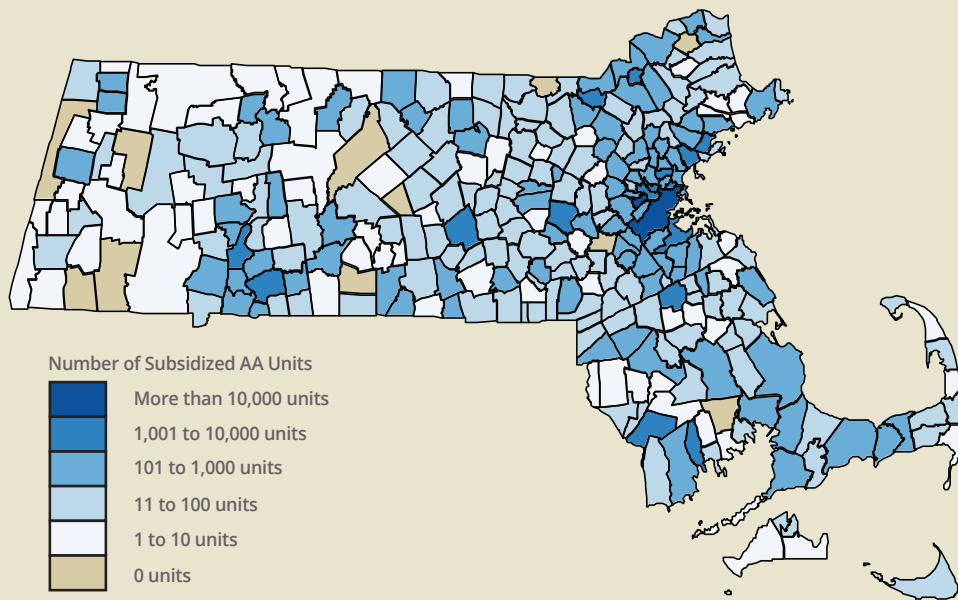 Number of Subsidized AA Units
More than 10,000 units
1,001 to 10,000 units
101 to 1,000 units
11 to 100 units
1 to 10 units
0 units